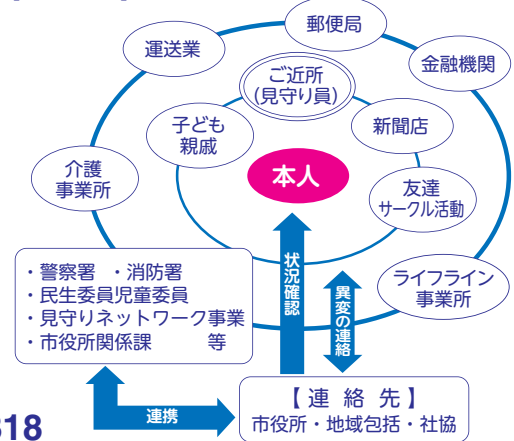 郵便局
運送業
金融機関
ご近所
(見守り員)
子ども
親戚
新聞店
本人
介護
事業所
友達
サークル活動
状況確認
異変の連絡
ライフライン
事業所
・警察署 ・消防署
・民生委員児童委員
・見守りネットワーク事業
・市役所関係課 等
連携
【連絡先】
市役所・地域包括・社協
318